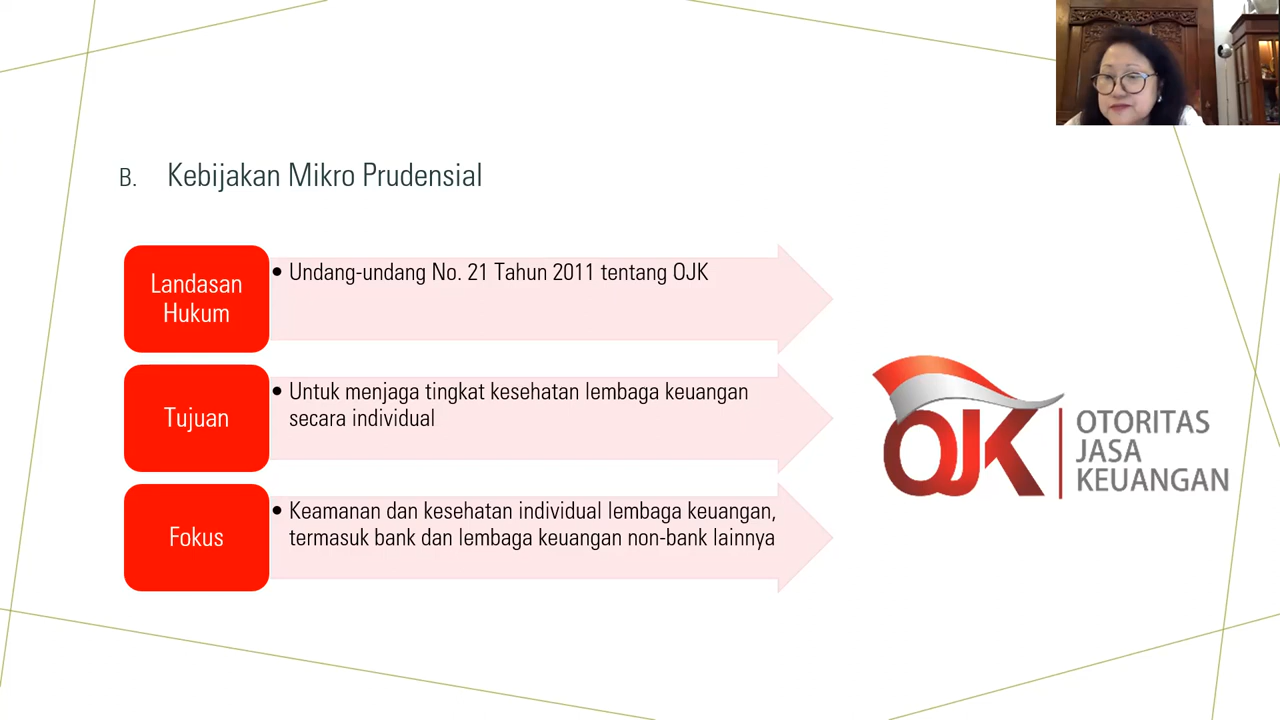 B. Kebijakan Mikro Prudensial
Landasan
Hukum
• Undang-undang No. 21 Tahun 2011 tentang OJK
Tujuan
• Untuk menjaga tingkat kesehatan lembaga keuangan
secara individual
Fokus
• Keamanan dan kesehatan individual lembaga keuangan,
termasuk bank dan lembaga keuangan non-bank lainnya
OJK
OTORITAS
JASA
KEUANGAN